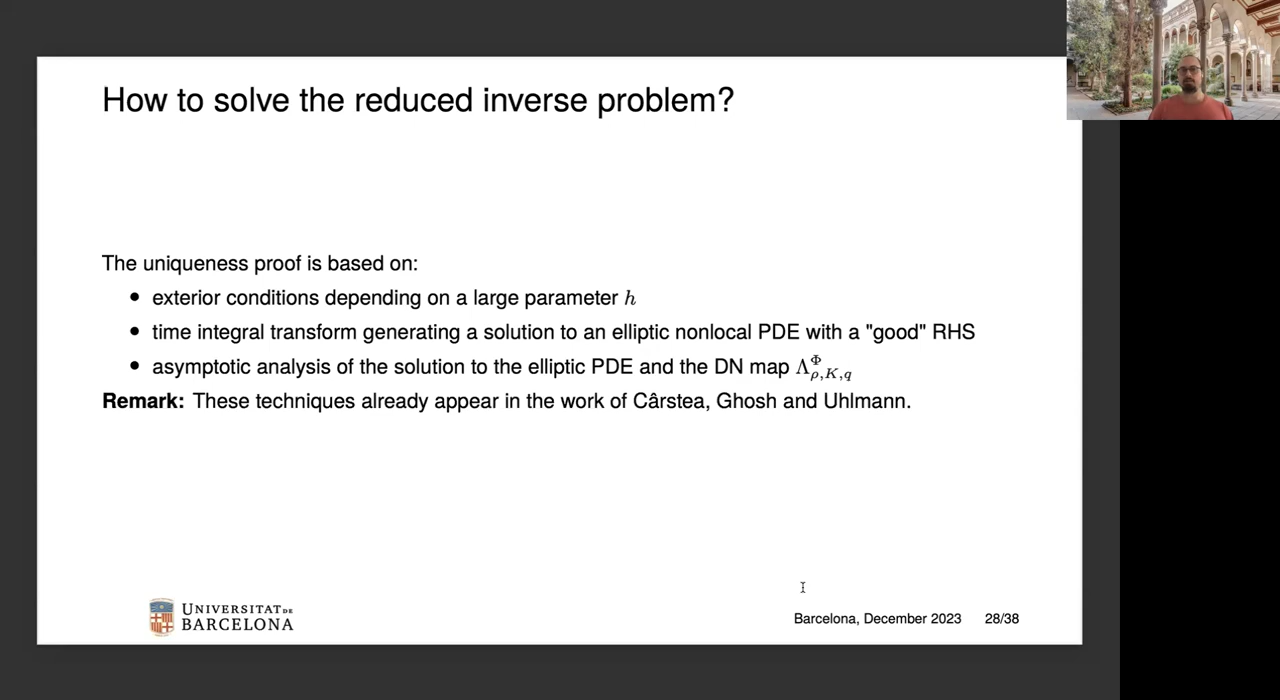 How to solve the reduced inverse problem?
The uniqueness proof is based on:
• exterior conditions depending on a large parameter h
• time integral transform generating a solution to an elliptic nonlocal PDE with a "good" RHS
• asymptotic analysis of the solution to the elliptic PDE and the DN map Λ^Φ_{ρ,K,q}
Remark: These techniques already appear in the work of Cârstea, Ghosh and Uhlmann.
UNIVERSITAT DE
BARCELONA
Barcelona, December 2023 28/38